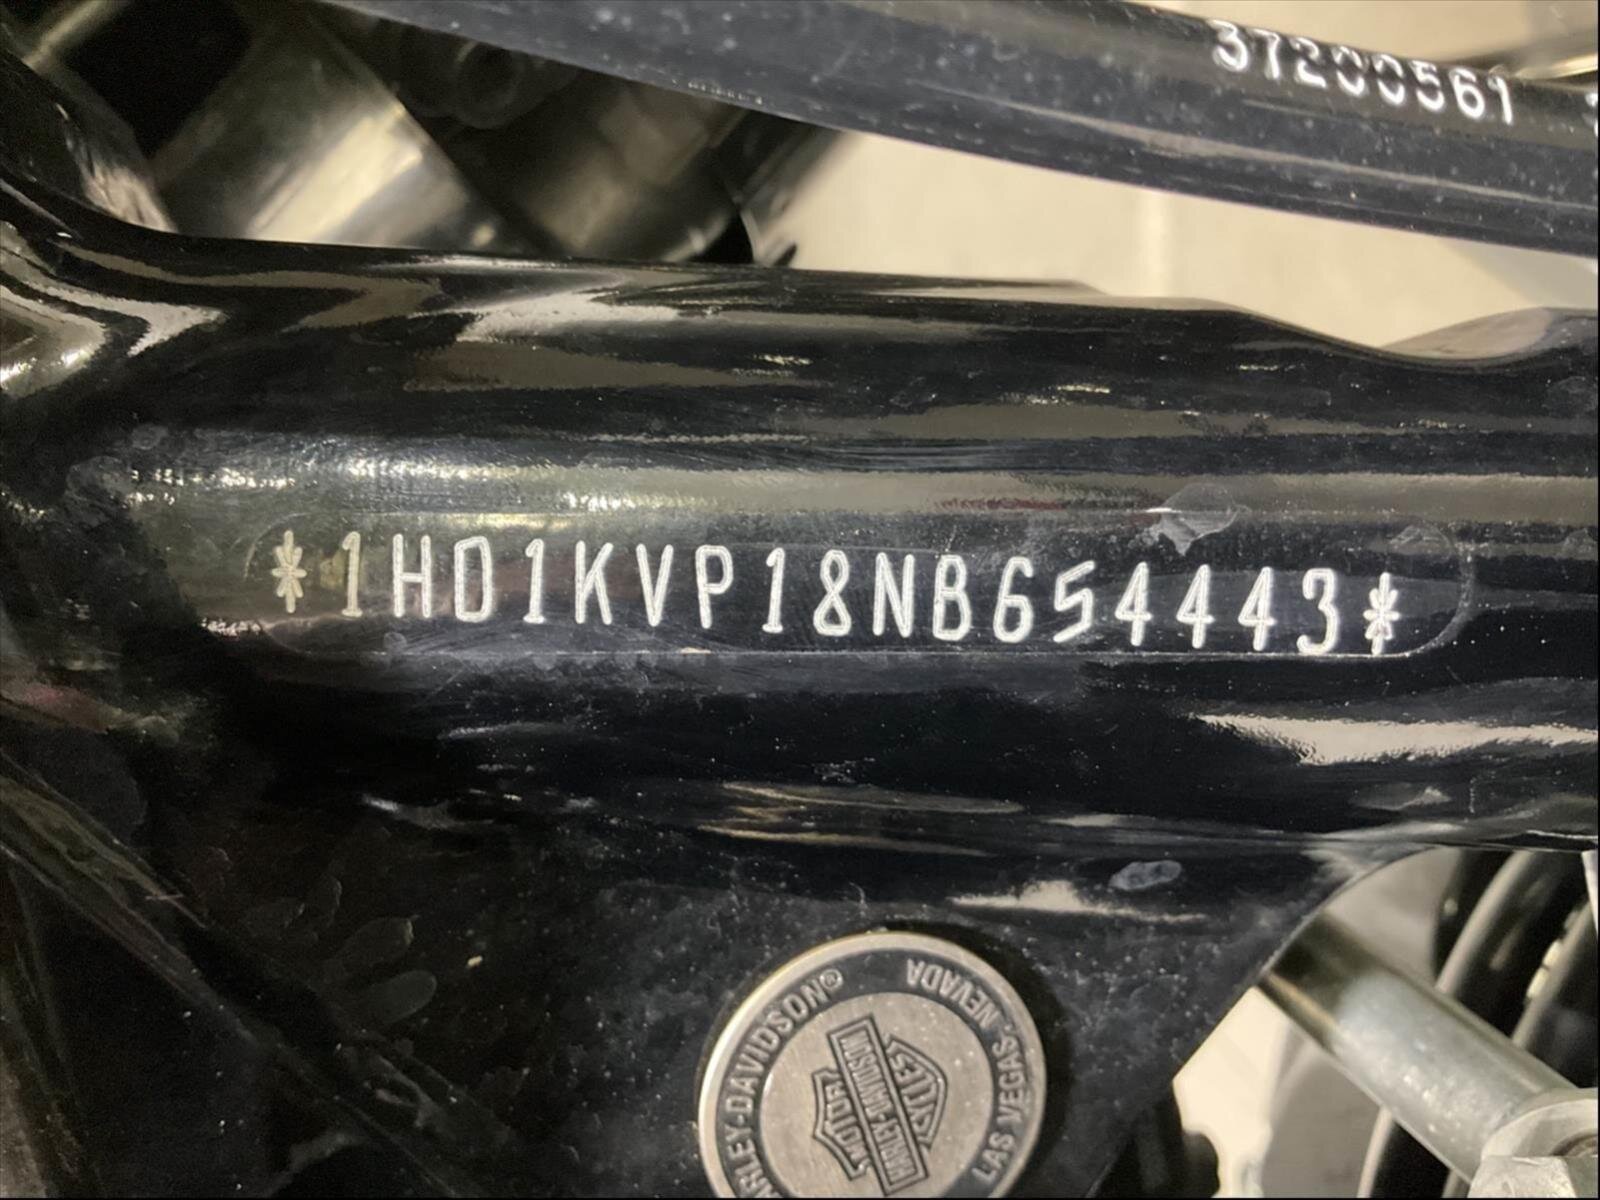 37200561
*1HD1KVP18NB654443*
HARLEY-DAVIDSON®
LAS VEGAS, NEVADA
MOTOR
HARLEY-DAVIDSON
CYCLES